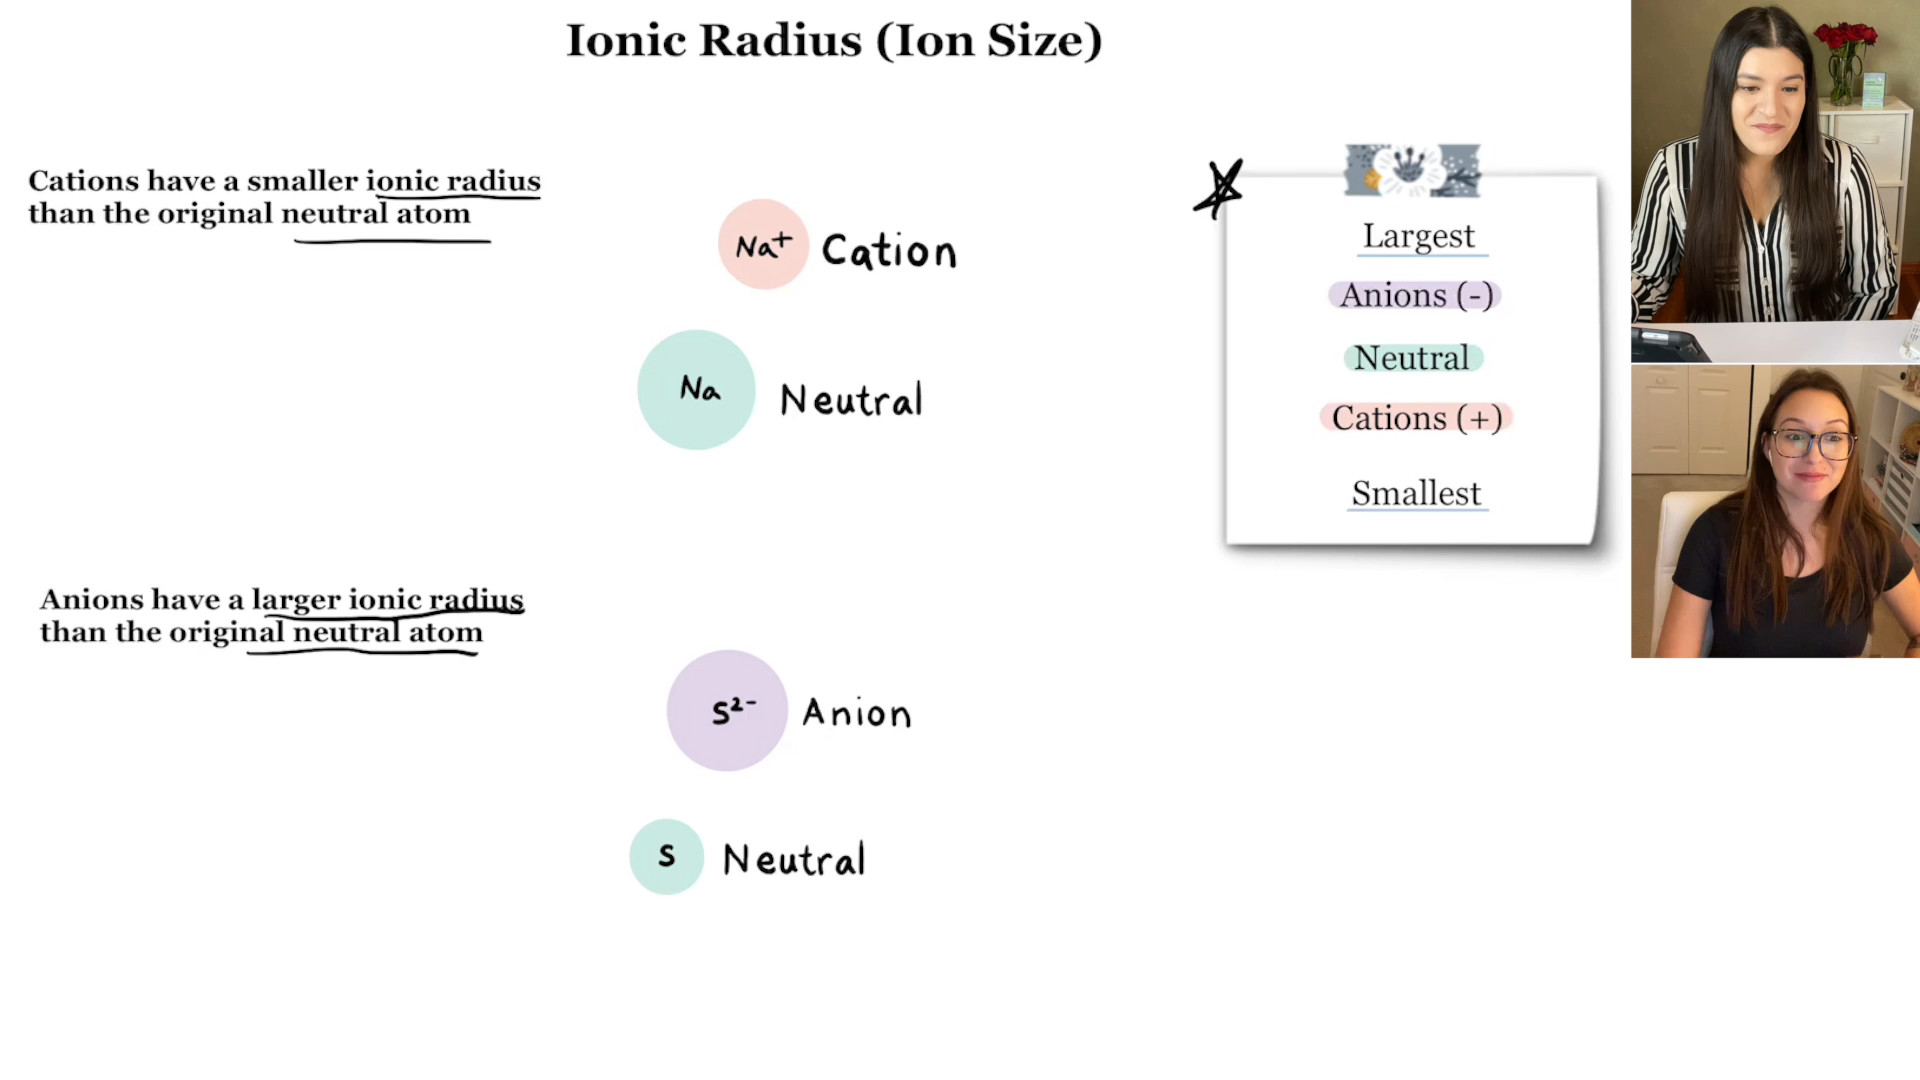 Ionic Radius (Ion Size)
Cations have a smaller ionic radius
than the original neutral atom
Na⁺ Cation
Na Neutral
Largest
Anions (-)
Neutral
Cations (+)
Smallest
Anions have a larger ionic radius
than the original neutral atom
S²⁻ Anion
S Neutral